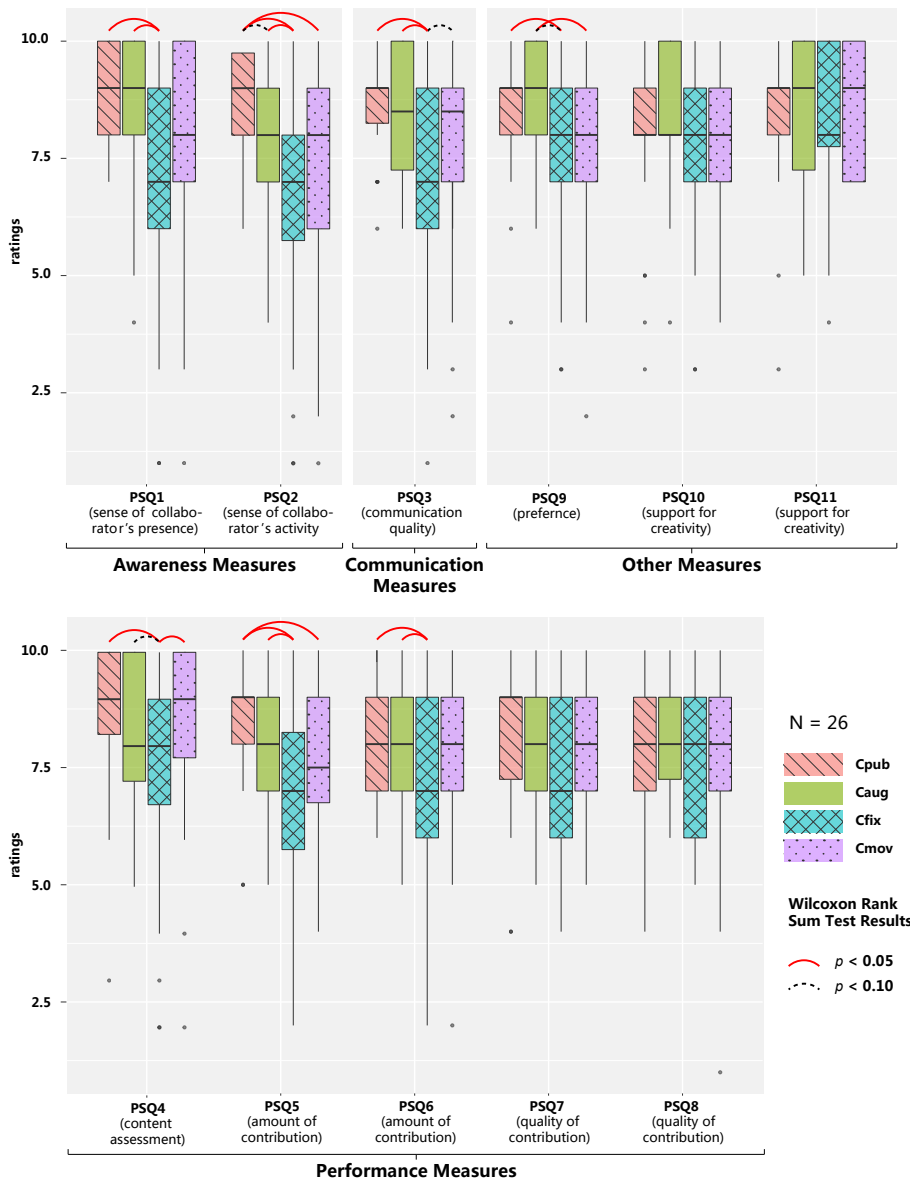 10.0
7.5
5.0
2.5
ratings
PSQ1
(sense of collabo-
rator's presence)
PSQ2
(sense of collabo-
rator's activity
PSQ3
(communication
quality)
PSQ9
(prefernce)
PSQ10
(support for
creativity)
PSQ11
(support for
creativity)
Awareness Measures
Communication
Measures
Other Measures
10.0
7.5
5.0
2.5
ratings
PSQ4
(content
assessment)
PSQ5
(amount of
contribution)
PSQ6
(amount of
contribution)
PSQ7
(quality of
contribution)
PSQ8
(quality of
contribution)
Performance Measures
N = 26
Cpub
Caug
Cfix
Cmov
Wilcoxon Rank
Sum Test Results
p < 0.05
p < 0.10